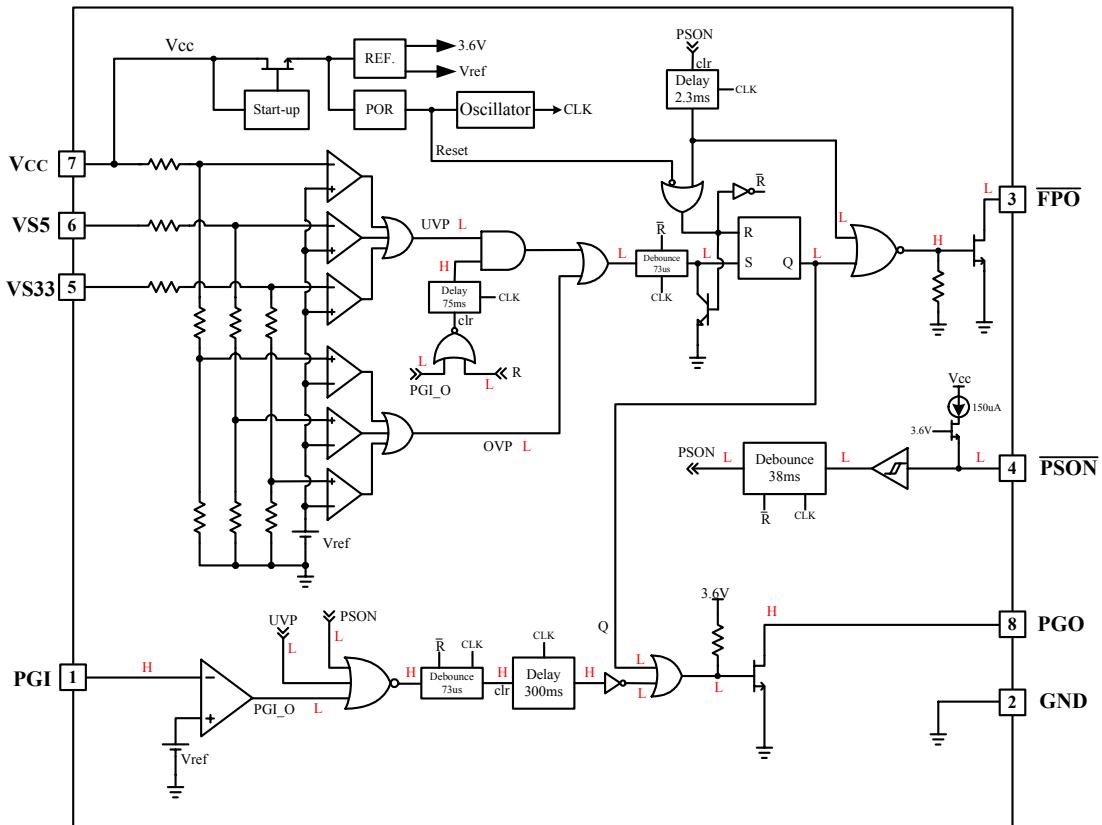 PSON
Vcc
3.6V
REF.
Vref
clr
Delay
2.3ms
CLK
Start-up
POR
Oscillator
CLK
Reset
VCC
7
R̅
L
F̅P̅O̅
3
VS5
6
UVP L
R̅
R
L
H
VS33
5
H
L
Debounce
73us
L
S
Q
L
Delay
75ms
CLK
CLK
clr
L
L
R
PGI_O
Vcc
150uA
3.6V
PSON
L
Debounce
38ms
L
L
4
P̅S̅O̅N̅
OVP L
R̅
CLK
Vref
3.6V
UVP
PSON
L
L
Q
H
8
PGO
CLK
R̅
CLK
PGI
1
H
H
Debounce
73us
H
clr
Delay
300ms
H
L
L
L
PGI_O
L
2
GND
Vref